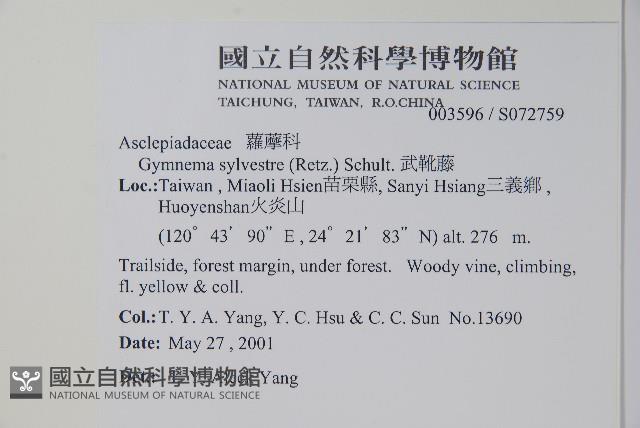 國立自然科學博物館
NATIONAL MUSEUM OF NATURAL SCIENCE
TAICHUNG, TAIWAN, R.O.CHINA
003596 / S072759
Asclepiadaceae 蘿藦科
Gymnema sylvestre (Retz.) Schult. 武靴藤
Loc.:Taiwan , Miaoli Hsien苗栗縣, Sanyi Hsiang三義鄉 ,
Huoyenshan火炎山
(120° 43' 90" E , 24° 21' 83" N) alt. 276 m.
Trailside, forest margin, under forest. Woody vine, climbing,
fl. yellow & coll.
Col.:T. Y. A. Yang, Y. C. Hsu & C. C. Sun No.13690
Date: May 27 , 2001
Yang
國立自然科學博物館
NATIONAL MUSEUM OF NATURAL SCIENCE